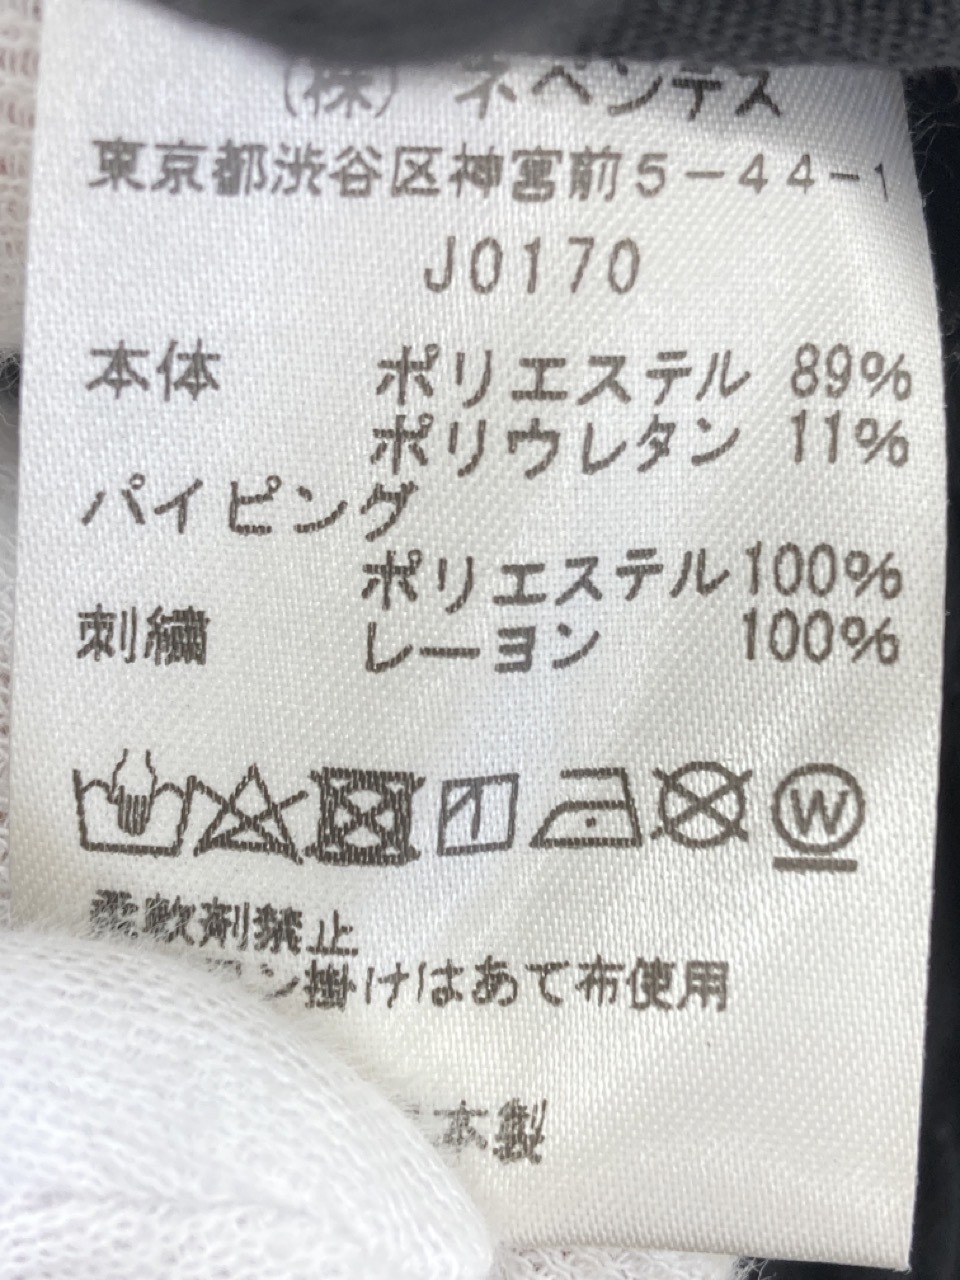 (株) ネペンテス
東京都渋谷区神宮前5-44-1
J0170
本体 ポリエステル 89%
ポリウレタン 11%
パイピング
ポリエステル100%
刺繍 レーヨン 100%
W
柔軟剤禁止
ン掛けはあて布使用
本製